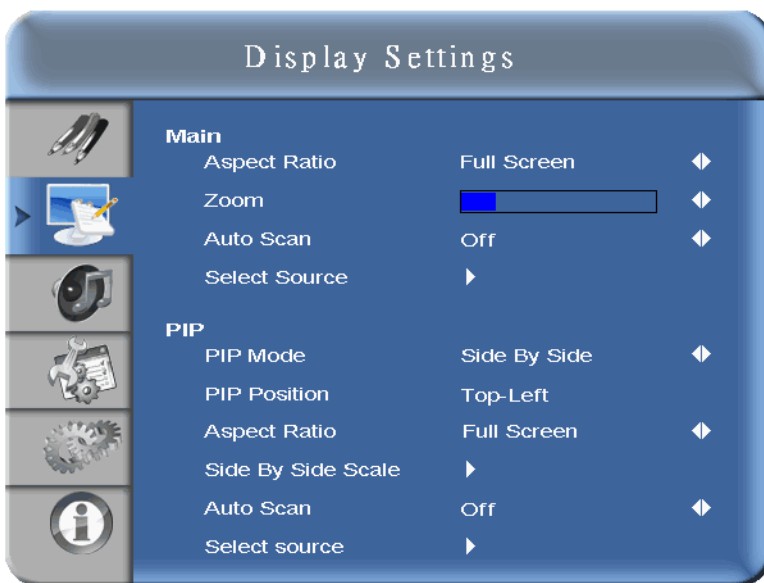 Display Settings
Main
Aspect Ratio Full Screen
Zoom
Auto Scan Off
Select Source
PIP
PIP Mode Side By Side
PIP Position Top-Left
Aspect Ratio Full Screen
Side By Side Scale
Auto Scan Off
Select source